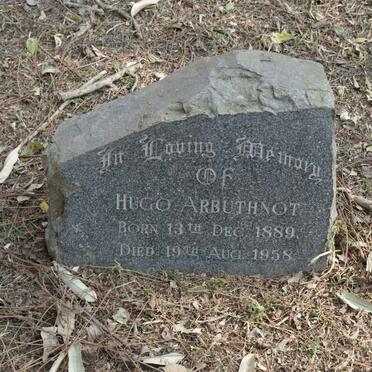 In Loving Memory
Of
HUGO ARBUTHNOT
BORN 13TH DEC. 1889
DIED 19TH AUG. 1958